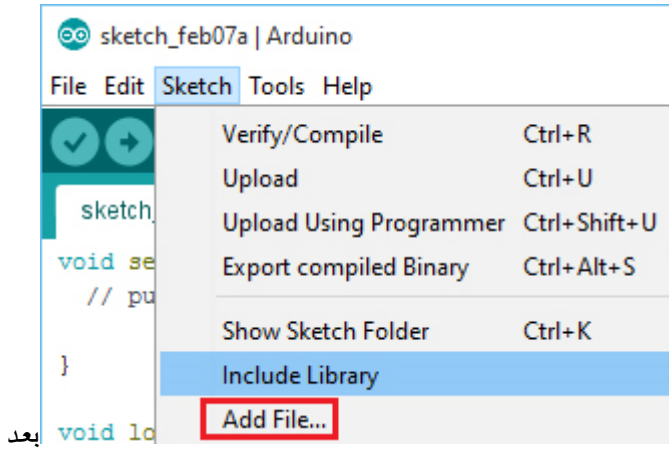 sketch_feb07a | Arduino
File Edit Sketch Tools Help
Verify/Compile Ctrl+R
Upload Ctrl+U
sketch_
Upload Using Programmer Ctrl+Shift+U
void se
Export compiled Binary Ctrl+Alt+S
// pu
Show Sketch Folder Ctrl+K
}
Include Library
Add File...
void lo
بعد